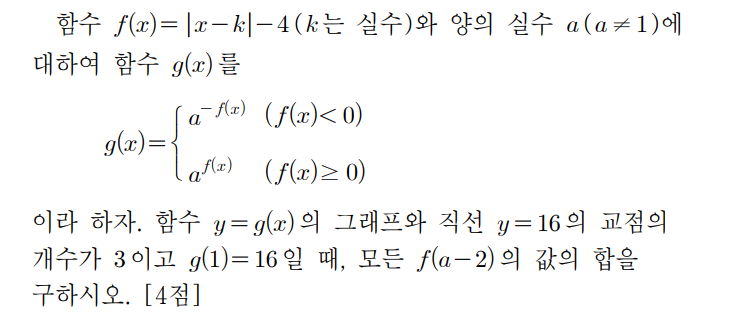 함수 f(x)=|x−k|−4(k는 실수)와 양의 실수 a(a≠1)에
대하여 함수 g(x)를
g(x)={ a^{−f(x)} (f(x)<0)
a^{f(x)} (f(x)≥0)
이라 하자. 함수 y=g(x)의 그래프와 직선 y=16의 교점의
개수가 3이고 g(1)=16일 때, 모든 f(a−2)의 값의 합을
구하시오. [4점]